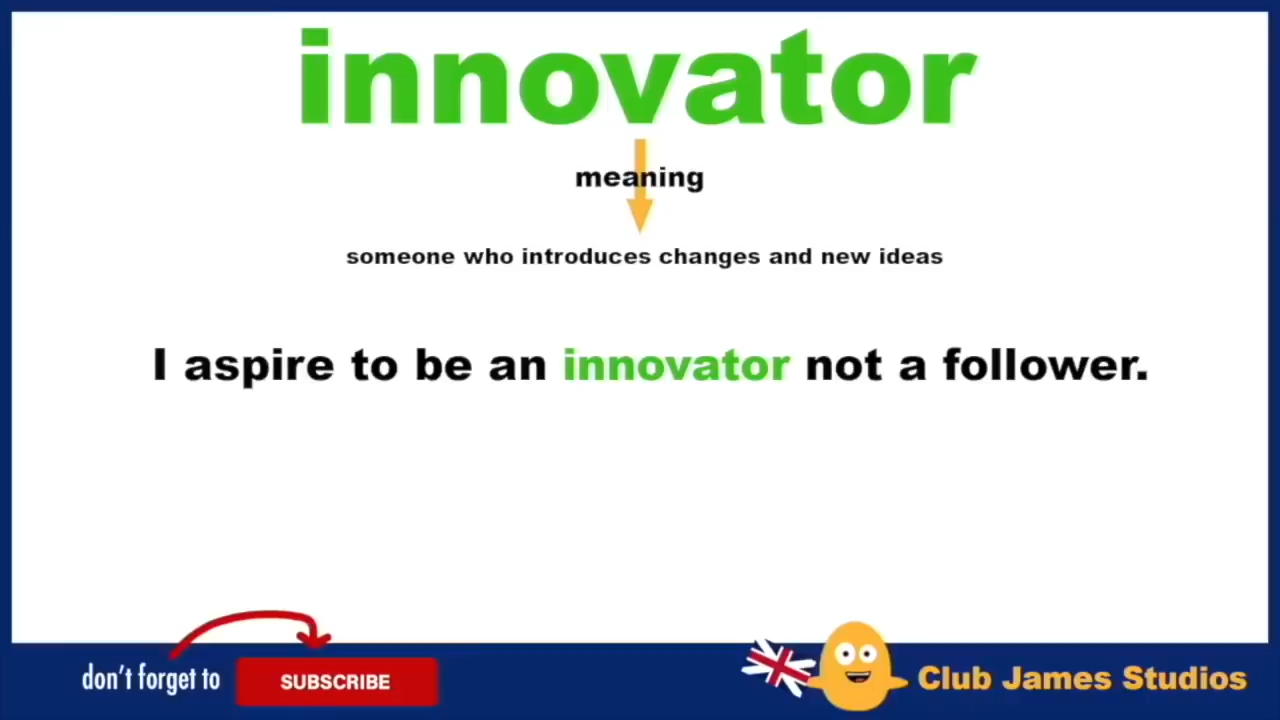 innovator
meaning
someone who introduces changes and new ideas
I aspire to be an innovator not a follower.
don't forget to SUBSCRIBE
Club James Studios